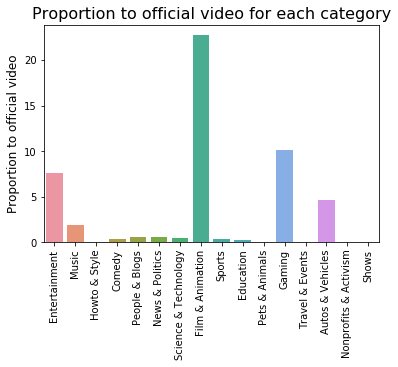 Proportion to official video for each category
Proportion to official video
20
15
10
5
0
Entertainment
Music
Howto & Style
Comedy
People & Blogs
News & Politics
Science & Technology
Film & Animation
Sports
Education
Pets & Animals
Gaming
Travel & Events
Autos & Vehicles
Nonprofits & Activism
Shows